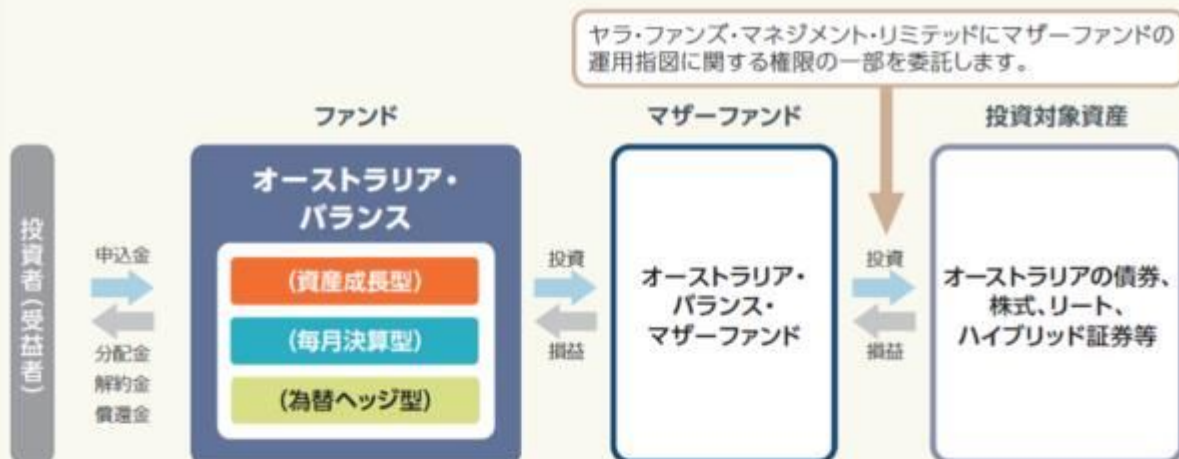 ヤラ・ファンズ・マネジメント・リミテッドにマザーファンドの
運用指図に関する権限の一部を委託します。
ファンド
マザーファンド
投資対象資産
投資者(受益者)
申込金
分配金
解約金
償還金
オーストラリア・
バランス
(資産成長型)
(毎月決算型)
(為替ヘッジ型)
投資
損益
オーストラリア・
バランス・
マザーファンド
投資
損益
オーストラリアの債券、
株式、リート、
ハイブリッド証券等